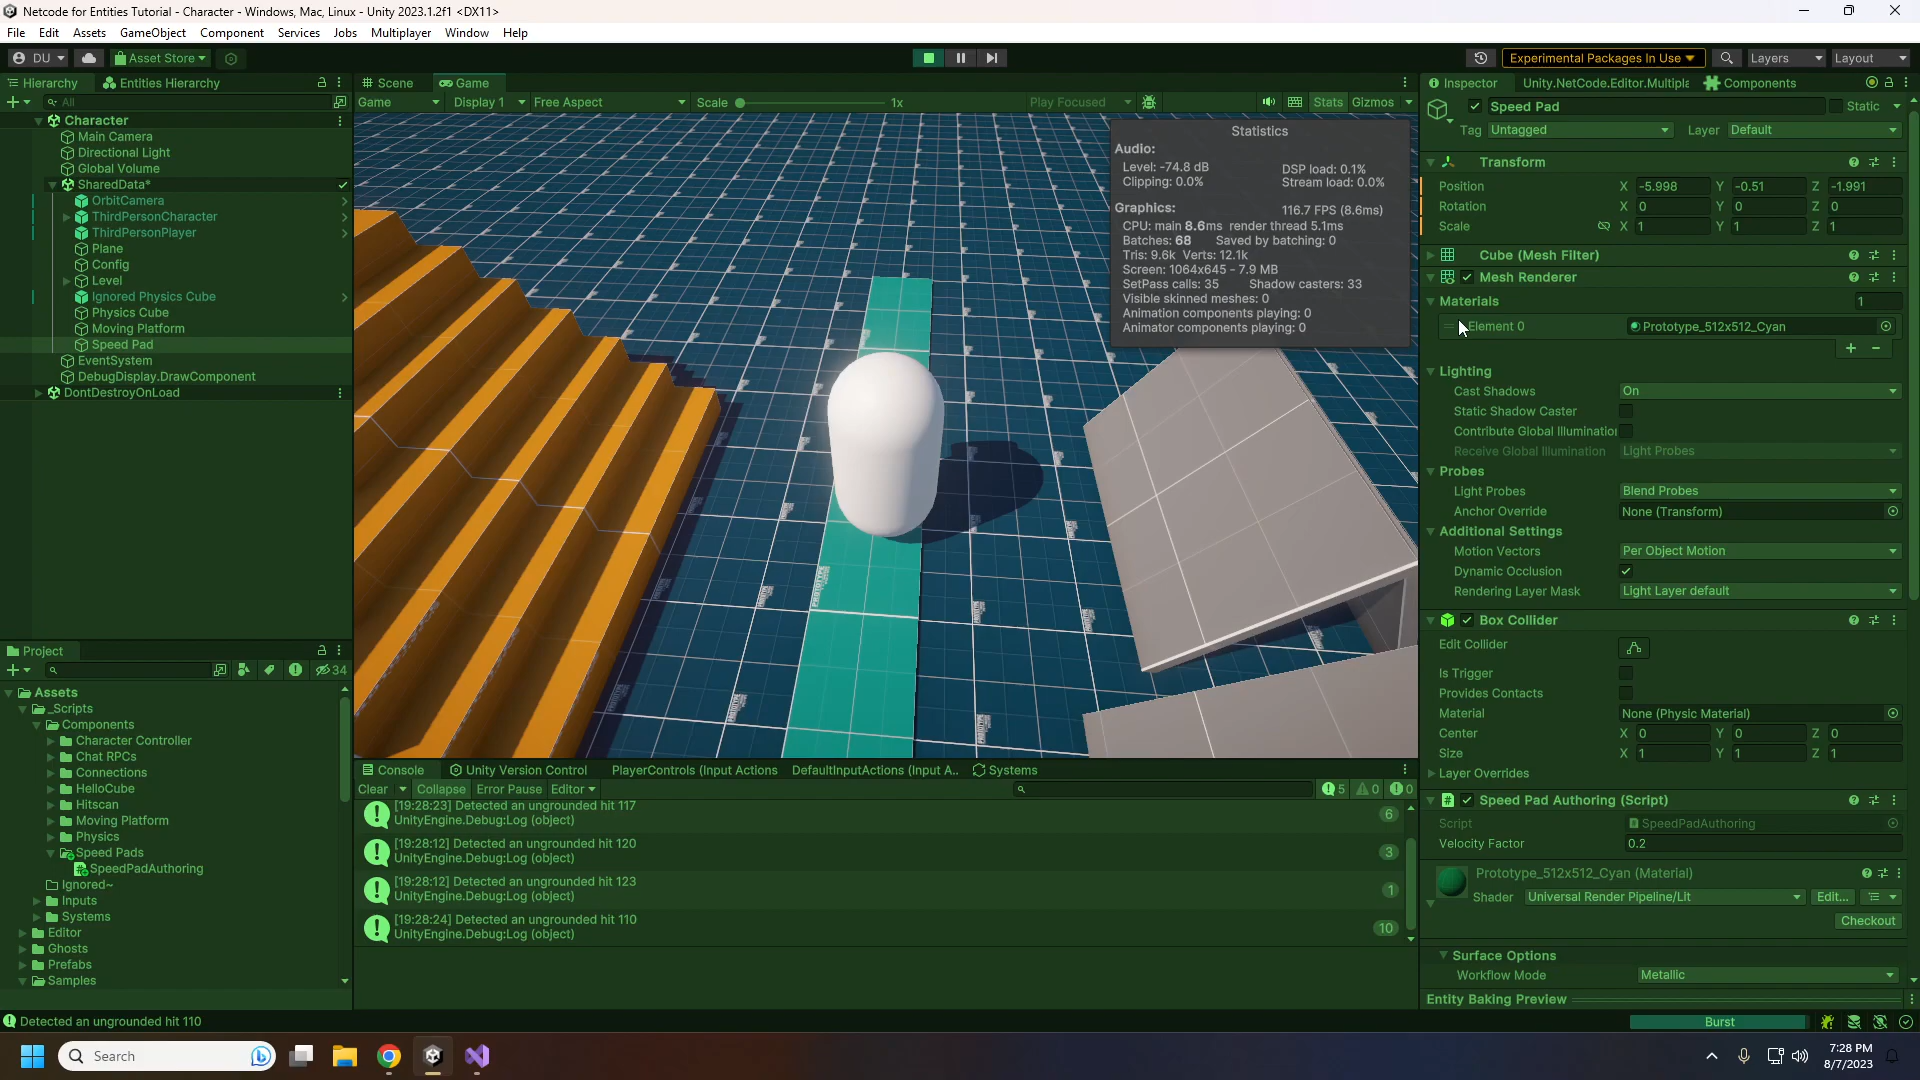 Netcode for Entities Tutorial - Character - Windows, Mac, Linux - Unity 2023.1.2f1 <DX11>
File Edit Assets GameObject Component Services Jobs Multiplayer Window Help
DU Asset Store Experimental Packages In Use Layers Layout
Hierarchy Entities Hierarchy
All
Character
Main Camera
Directional Light
Global Volume
SharedData*
OrbitCamera
ThirdPersonCharacter
ThirdPersonPlayer
Plane
Config
Level
Ignored Physics Cube
Physics Cube
Moving Platform
Speed Pad
EventSystem
DebugDisplay.DrawComponent
DontDestroyOnLoad
Scene Game
Game Display 1 Free Aspect Scale 1x Play Focused Stats Gizmos
Statistics
Audio:
Level: -74.8 dB DSP load: 0.1%
Clipping: 0.0% Stream load: 0.0%
Graphics: 116.7 FPS (8.6ms)
CPU: main 8.6ms render thread 5.1ms
Batches: 68 Saved by batching: 0
Tris: 9.6k Verts: 12.1k
Screen: 1064x645 - 7.9 MB
SetPass calls: 35 Shadow casters: 33
Visible skinned meshes: 0
Animation components playing: 0
Animator components playing: 0
PROTOTYPE
Inspector Unity.NetCode.Editor.Multiple Components
Speed Pad Static
Tag Untagged Layer Default
Transform
Position X -5.998 Y -0.51 Z -1.991
Rotation X 0 Y 0 Z 0
Scale X 1 Y 1 Z 1
Cube (Mesh Filter)
Mesh Renderer
Materials 1
Element 0 Prototype_512x512_Cyan
Lighting
Cast Shadows On
Static Shadow Caster
Contribute Global Illumination
Receive Global Illumination Light Probes
Probes
Light Probes Blend Probes
Anchor Override None (Transform)
Additional Settings
Motion Vectors Per Object Motion
Dynamic Occlusion
Rendering Layer Mask Light Layer default
Box Collider
Edit Collider
Is Trigger
Provides Contacts
Material None (Physic Material)
Center X 0 Y 0 Z 0
Size X 1 Y 1 Z 1
Layer Overrides
Speed Pad Authoring (Script)
Script SpeedPadAuthoring
Velocity Factor 0.2
Prototype_512x512_Cyan (Material)
Shader Universal Render Pipeline/Lit Edit...
Checkout
Surface Options
Workflow Mode Metallic
Entity Baking Preview
Project
34
Assets
_Scripts
Components
Character Controller
Chat RPCs
Connections
HelloCube
Hitscan
Moving Platform
Physics
Speed Pads
SpeedPadAuthoring
Ignored~
Inputs
Systems
Editor
Ghosts
Prefabs
Samples
Console Unity Version Control PlayerControls (Input Actions DefaultInputActions (Input A.. Systems
Clear Collapse Error Pause Editor 5 0 0
[19:28:23] Detected an ungrounded hit 117
UnityEngine.Debug:Log (object)
6
[19:28:12] Detected an ungrounded hit 120
UnityEngine.Debug:Log (object)
3
[19:28:12] Detected an ungrounded hit 123
UnityEngine.Debug:Log (object)
1
[19:28:24] Detected an ungrounded hit 110
UnityEngine.Debug:Log (object)
10
Detected an ungrounded hit 110
Burst
Search
7:28 PM
8/7/2023